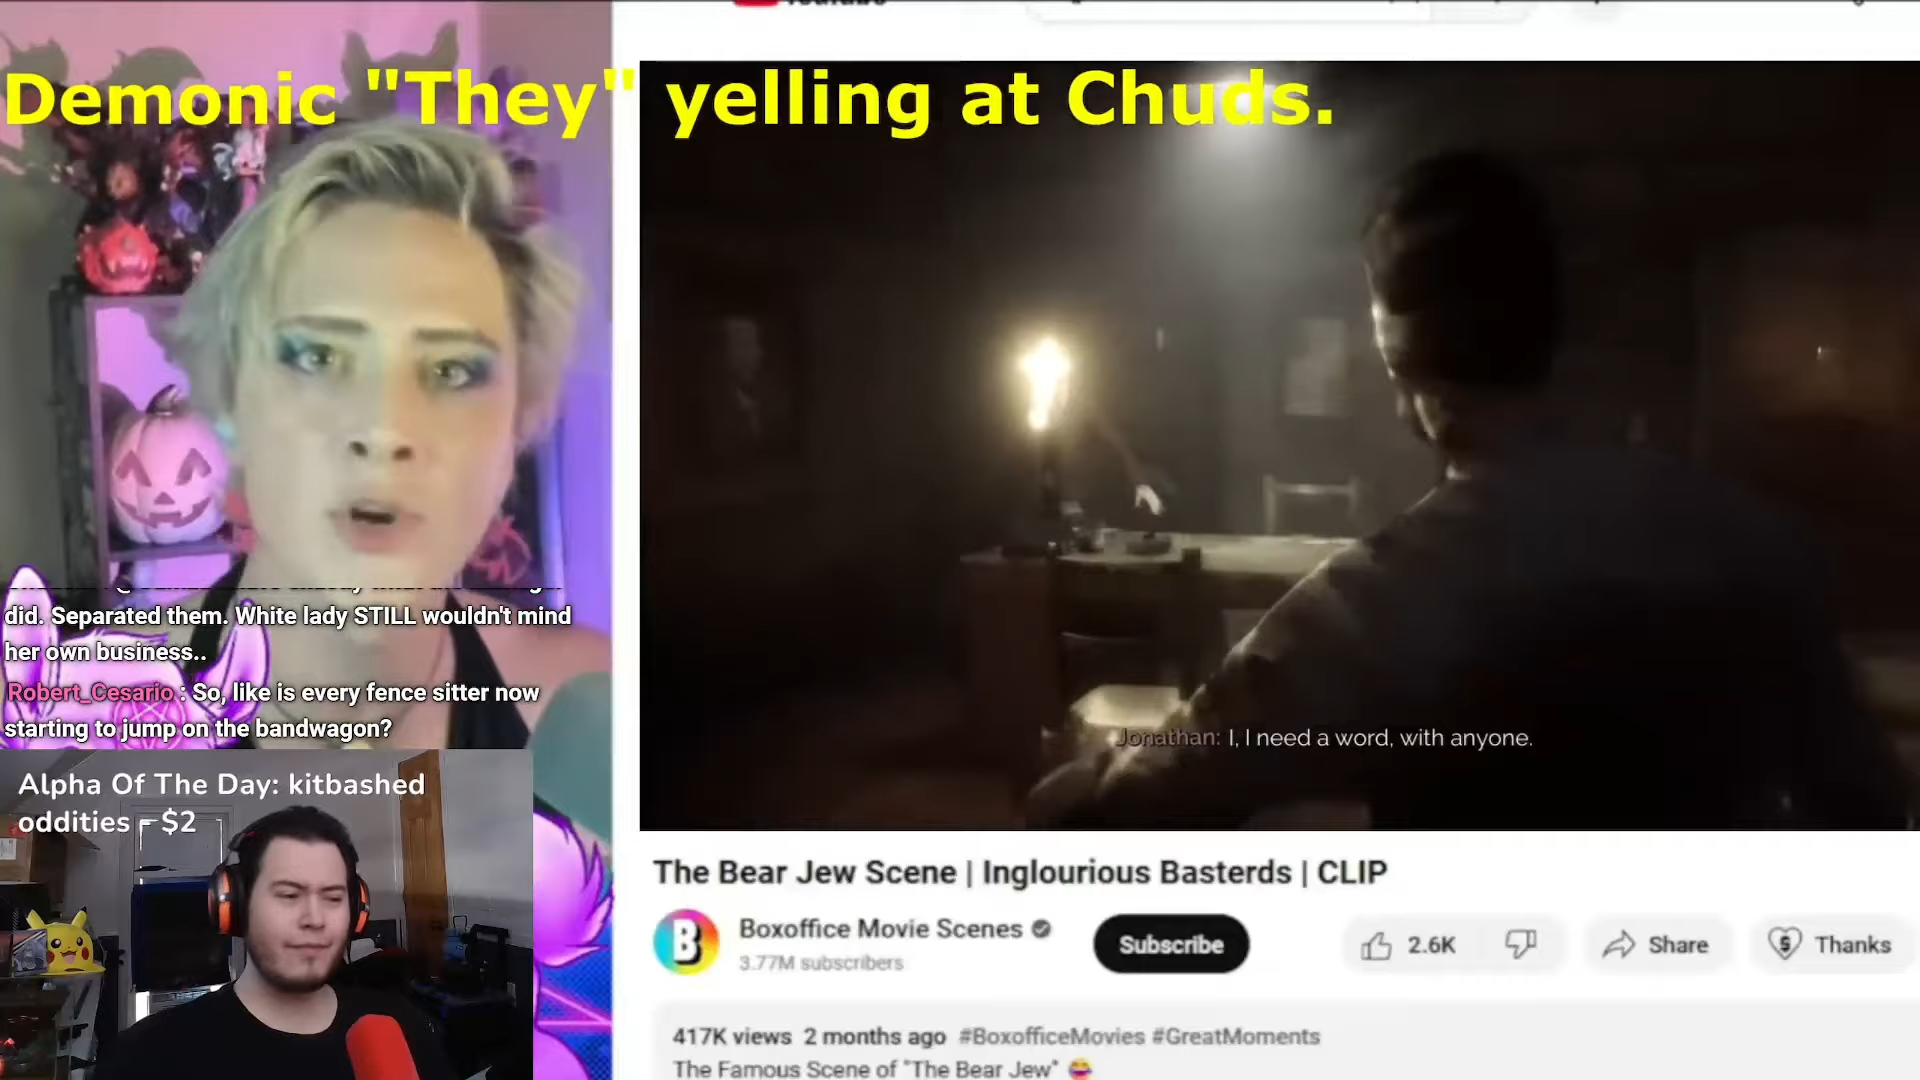 Demonic "They" yelling at Chuds.
did. Separated them. White lady STILL wouldn't mind
her own business..
Robert_Cesario : So, like is every fence sitter now
starting to jump on the bandwagon?
Alpha Of The Day: kitbashed
oddities - $2
Jonathan: I, I need a word, with anyone.
The Bear Jew Scene | Inglourious Basterds | CLIP
B
Boxoffice Movie Scenes
3.77M subscribers
Subscribe
2.6K
Share
Thanks
417K views 2 months ago #BoxofficeMovies #GreatMoments
The Famous Scene of "The Bear Jew" 😂